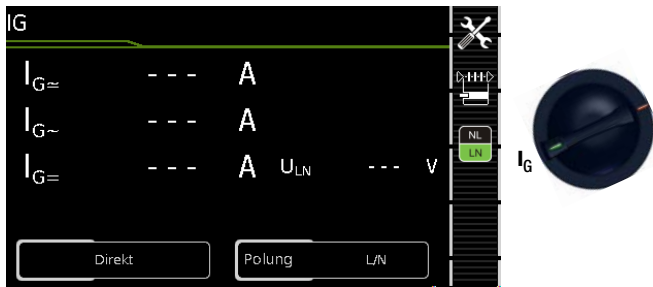 IG
IG≂ - - - A
IG~ - - - A
IG= - - - A ULN - - - V
NL
LN
Direkt
Polung L/N
IG